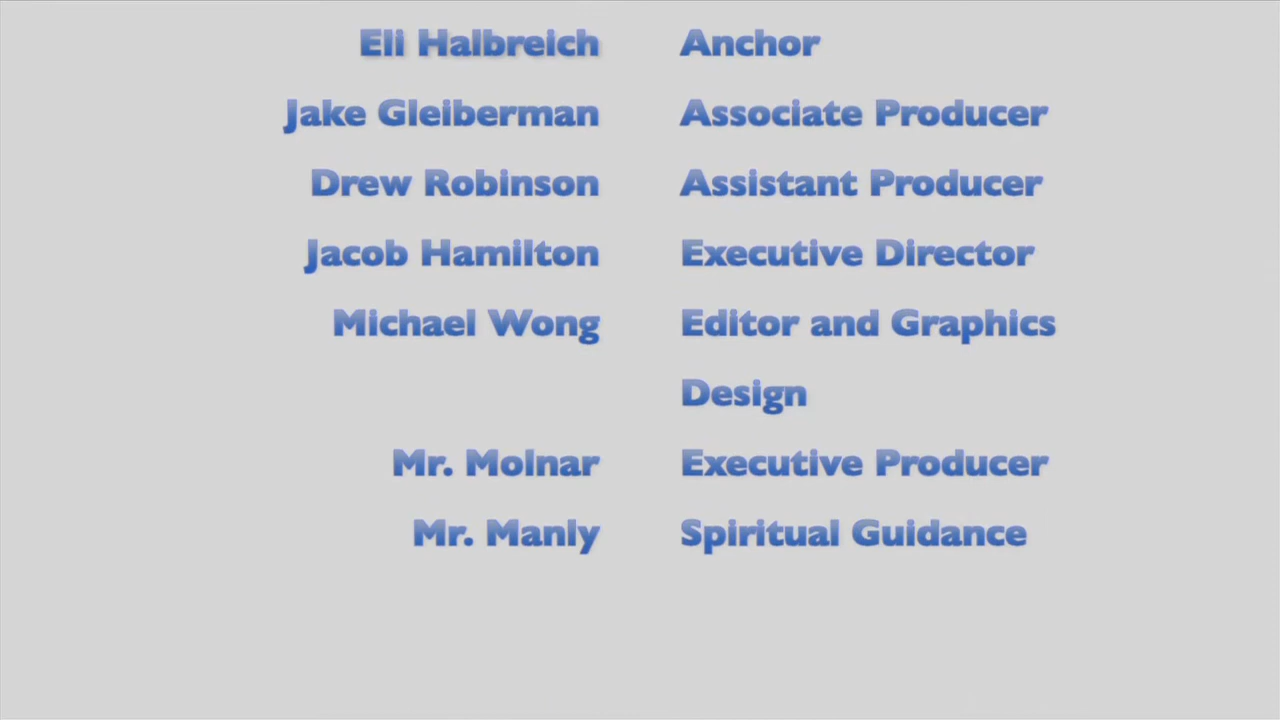 Eli Halbreich Anchor
Jake Gleiberman Associate Producer
Drew Robinson Assistant Producer
Jacob Hamilton Executive Director
Michael Wong Editor and Graphics
Design
Mr. Molnar Executive Producer
Mr. Manly Spiritual Guidance